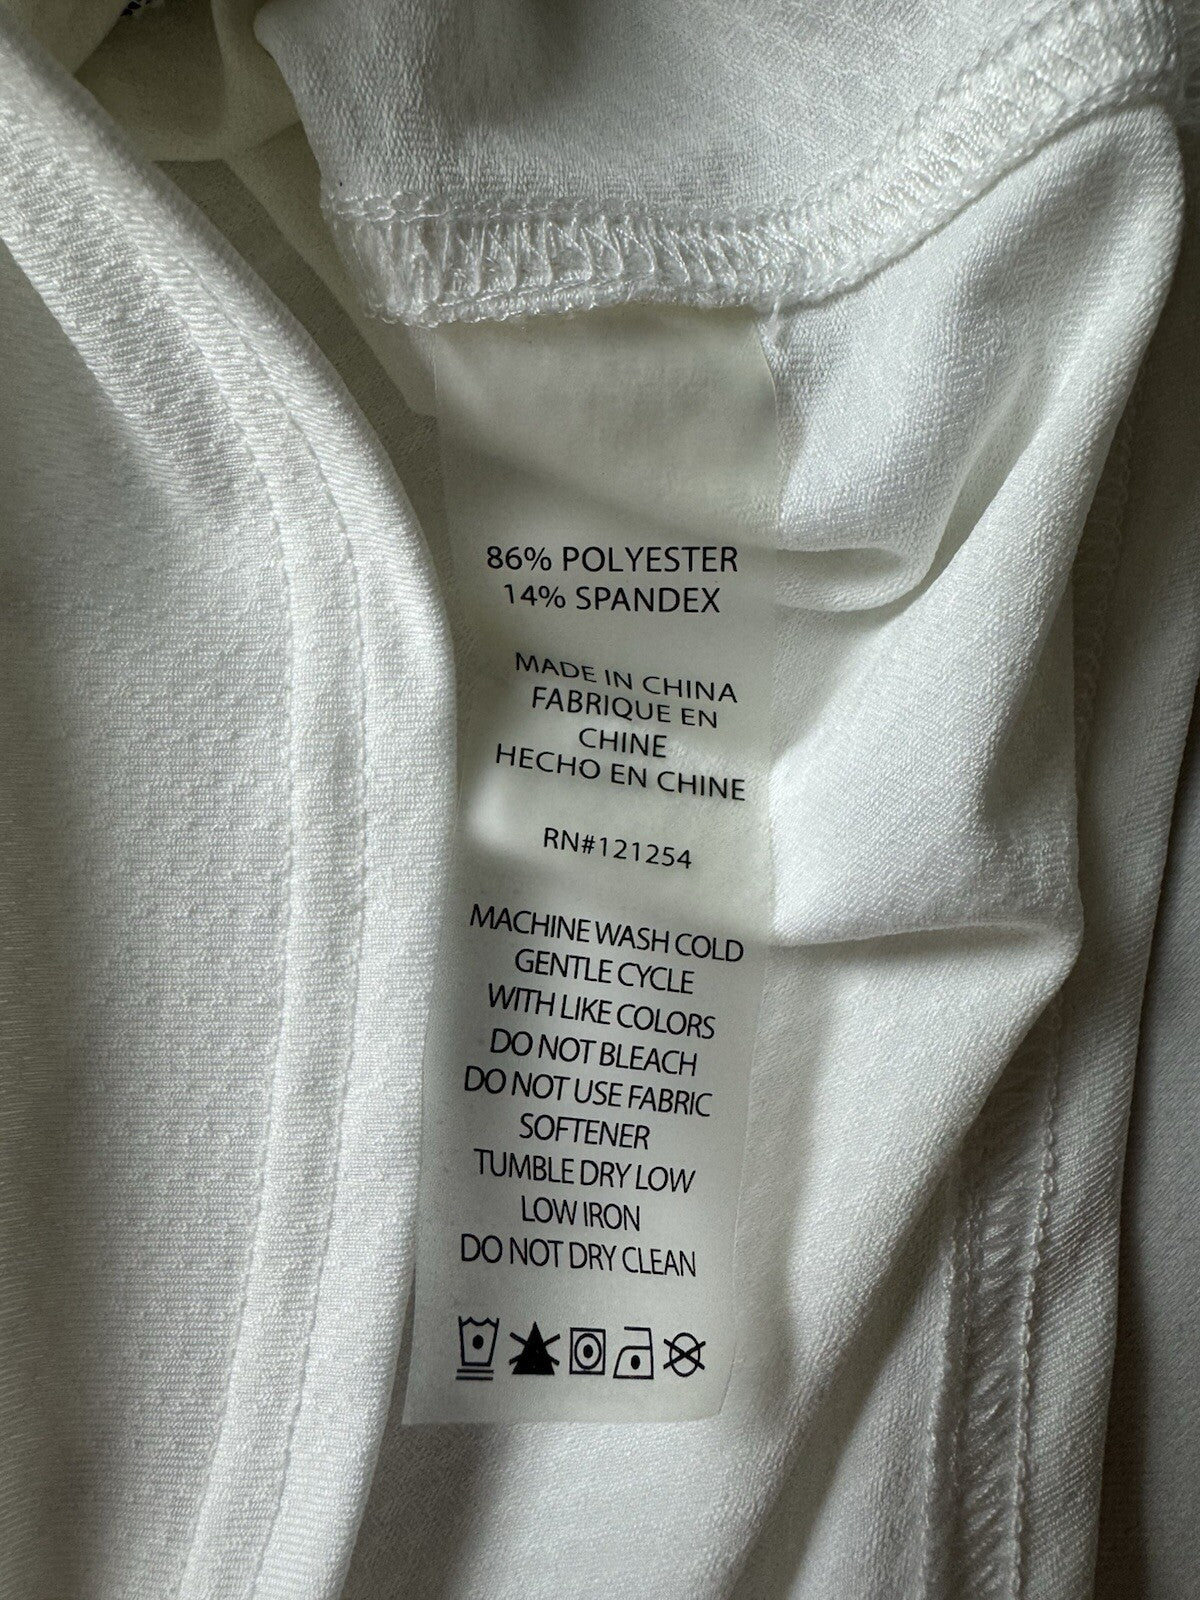 86% POLYESTER
14% SPANDEX
MADE IN CHINA
FABRIQUE EN
CHINE
HECHO EN CHINE
RN#121254
MACHINE WASH COLD
GENTLE CYCLE
WITH LIKE COLORS
DO NOT BLEACH
DO NOT USE FABRIC
SOFTENER
TUMBLE DRY LOW
LOW IRON
DO NOT DRY CLEAN